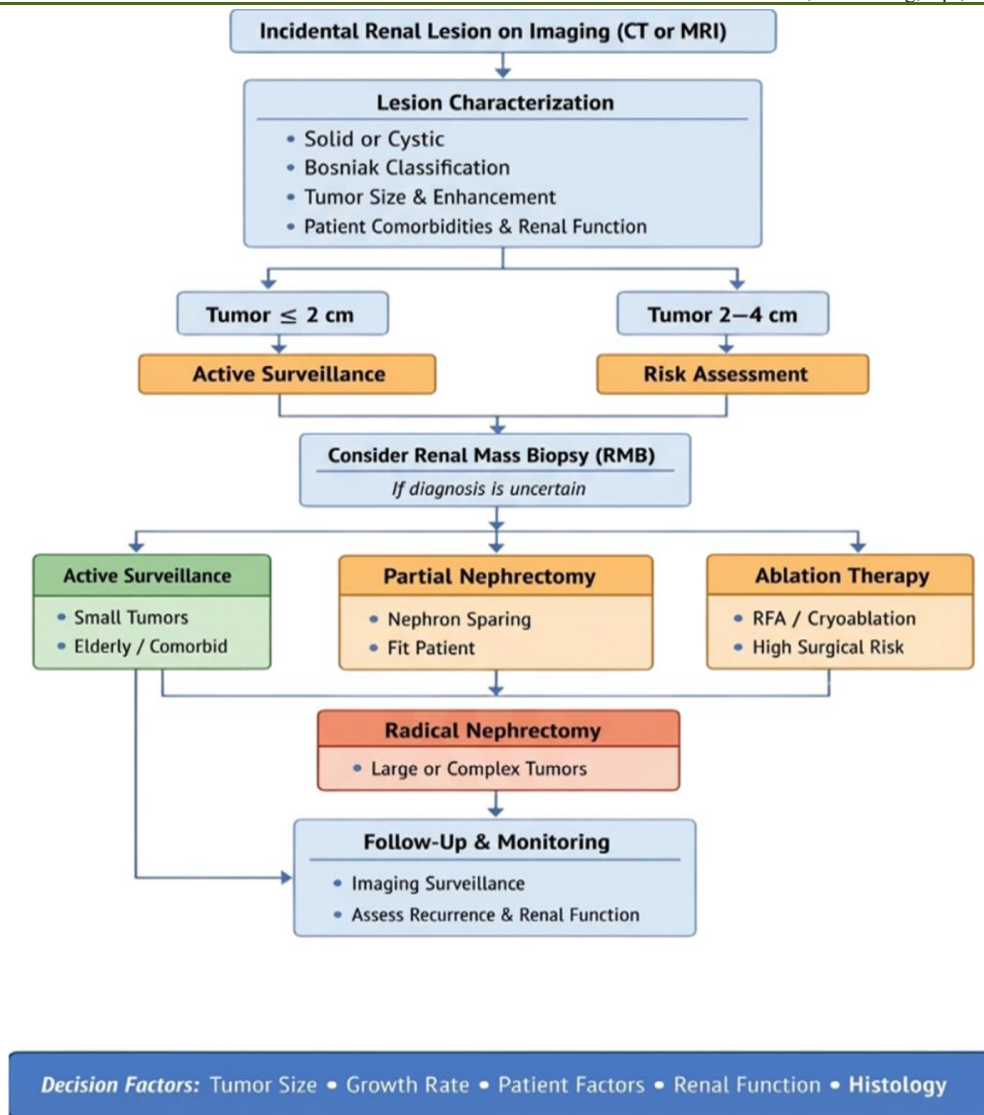 Incidental Renal Lesion on Imaging (CT or MRI)
Lesion Characterization
• Solid or Cystic
• Bosniak Classification
• Tumor Size & Enhancement
• Patient Comorbidities & Renal Function
Tumor ≤ 2 cm
Tumor 2–4 cm
Active Surveillance
Risk Assessment
Consider Renal Mass Biopsy (RMB)
If diagnosis is uncertain
Active Surveillance
• Small Tumors
• Elderly / Comorbid
Partial Nephrectomy
• Nephron Sparing
• Fit Patient
Ablation Therapy
• RFA / Cryoablation
• High Surgical Risk
Radical Nephrectomy
• Large or Complex Tumors
Follow-Up & Monitoring
• Imaging Surveillance
• Assess Recurrence & Renal Function
Decision Factors: Tumor Size • Growth Rate • Patient Factors • Renal Function • Histology